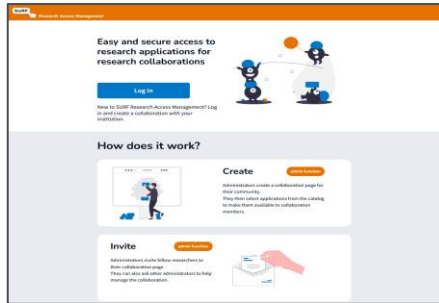 SURF
Research Access Management
Easy and secure access to
research applications for
research collaborations
Log in
New to SURF Research Access Management? Log
in and create a collaboration with your
institution.
How does it work?
Create
admin function
Administrators create a collaboration page for
their community.
They then select applications from the catalog
to make them available to collaboration
members.
Invite
admin function
Administrators invite fellow researchers to
their collaboration page.
They can also ask other administrators to help
manage the collaboration.